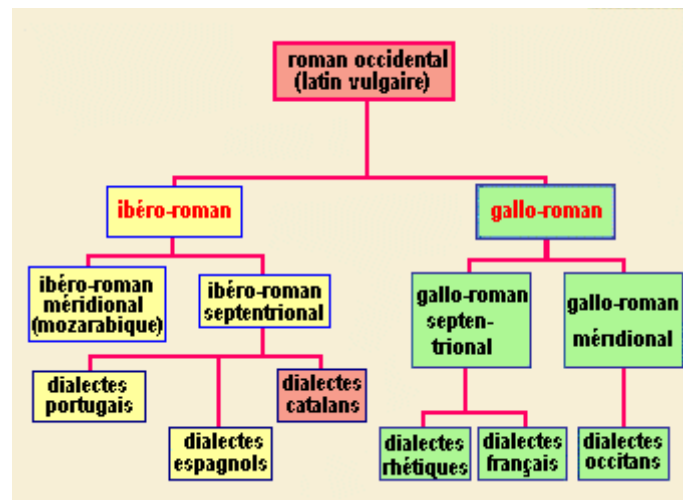 roman occidental
(latin vulgaire)
ibéro-roman
gallo-roman
ibéro-roman
méridional
(mozarabique)
ibéro-roman
septentrional
gallo-roman
septen-
trional
gallo-roman
méridional
dialectes
portugais
dialectes
espagnols
dialectes
catalans
dialectes
rhétiques
dialectes
français
dialectes
occitans